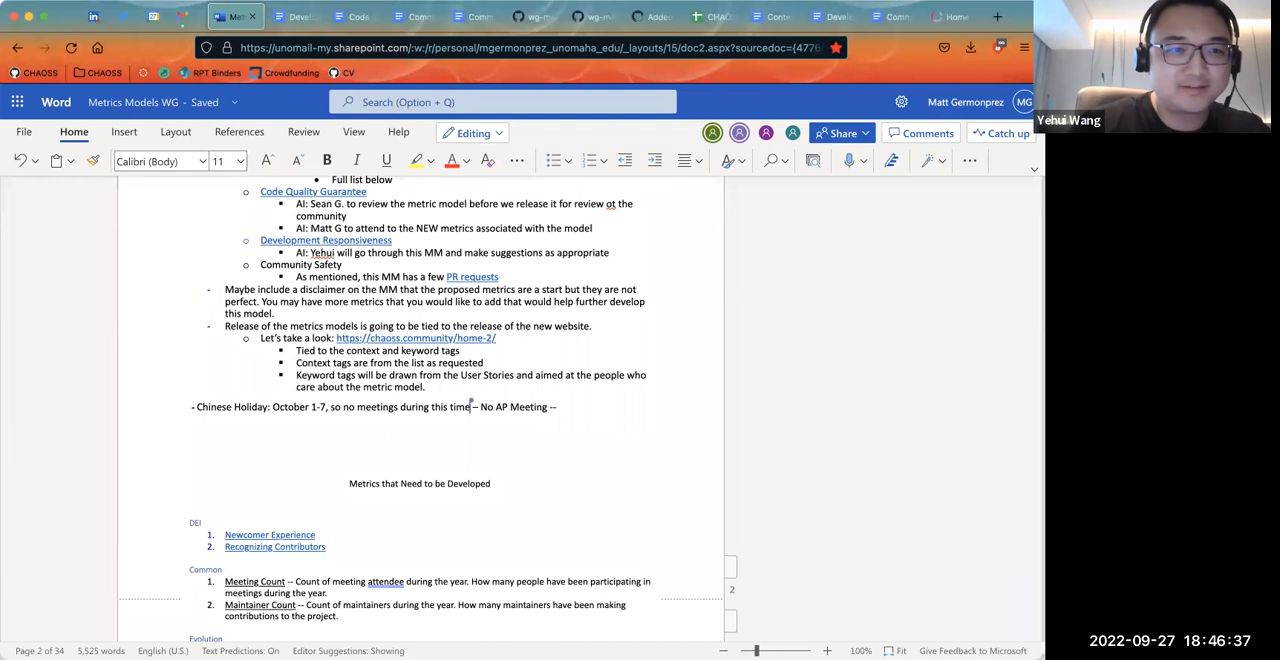 Met
Devel
Code
Comm
Comm
wg-m
wg-m
Added
CHAO
Conte
Devel
Comm
Home
https://unomail-my.sharepoint.com/:w:/r/personal/mgermonprez_unomaha_edu/_layouts/15/doc2.aspx?sourcedoc={4776
CHAOSS
CHAOSS
RPT Binders
Crowdfunding
CV
Yehui Wang
Word
Metrics Models WG - Saved
Search (Option + Q)
Matt Germonprez
MG
File
Home
Insert
Layout
References
Review
View
Help
Editing
Share
Comments
Catch up
Calibri (Body)
11
B
I
U
Full list below
o Code Quality Guarantee
AI: Sean G. to review the metric model before we release it for review ot the
community
AI: Matt G to attend to the NEW metrics associated with the model
o Development Responsiveness
AI: Yehui will go through this MM and make suggestions as appropriate
o Community Safety
As mentioned, this MM has a few PR requests
- Maybe include a disclaimer on the MM that the proposed metrics are a start but they are not
perfect. You may have more metrics that you would like to add that would help further develop
this model.
- Release of the metrics models is going to be tied to the release of the new website.
o Let's take a look: https://chaoss.community/home-2/
Tied to the context and keyword tags
Context tags are from the list as requested
Keyword tags will be drawn from the User Stories and aimed at the people who
care about the metric model.
- Chinese Holiday: October 1-7, so no meetings during this time – No AP Meeting --
Metrics that Need to be Developed
DEI
1. Newcomer Experience
2. Recognizing Contributors
Common
1. Meeting Count -- Count of meeting attendee during the year. How many people have been participating in
meetings during the year.
2
2. Maintainer Count -- Count of maintainers during the year. How many maintainers have been making
contributions to the project.
Evolution
Page 2 of 34
5,525 words
English (U.S.)
Text Predictions: On
Editor Suggestions: Showing
100%
Fit
Give Feedback to Microsoft
2022-09-27 18:46:37